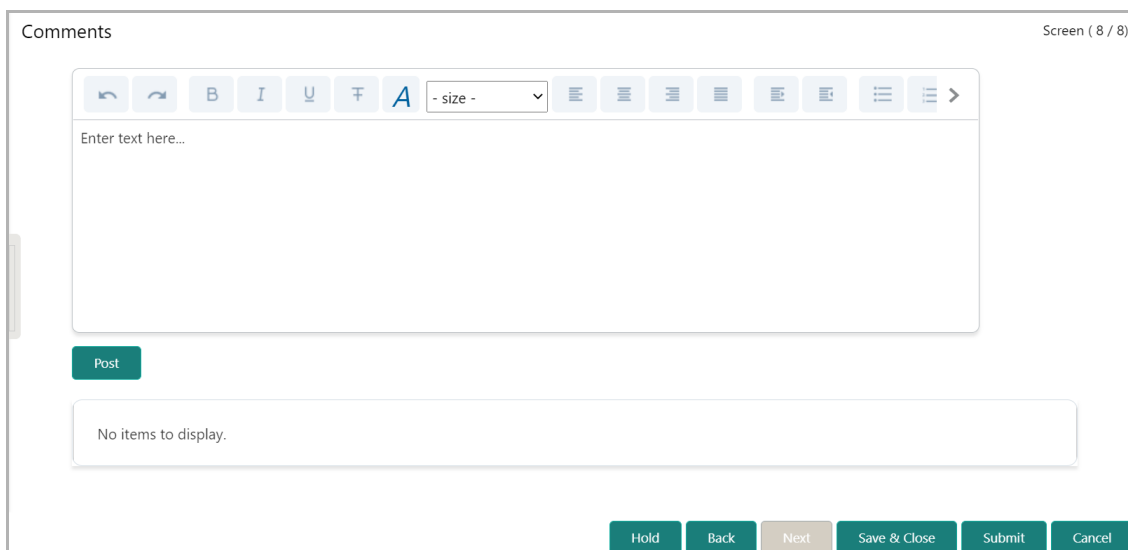 Comments
Screen ( 8 / 8)
B I U T A - size -
Enter text here...
Post
No items to display.
Hold Back Next Save & Close Submit Cancel